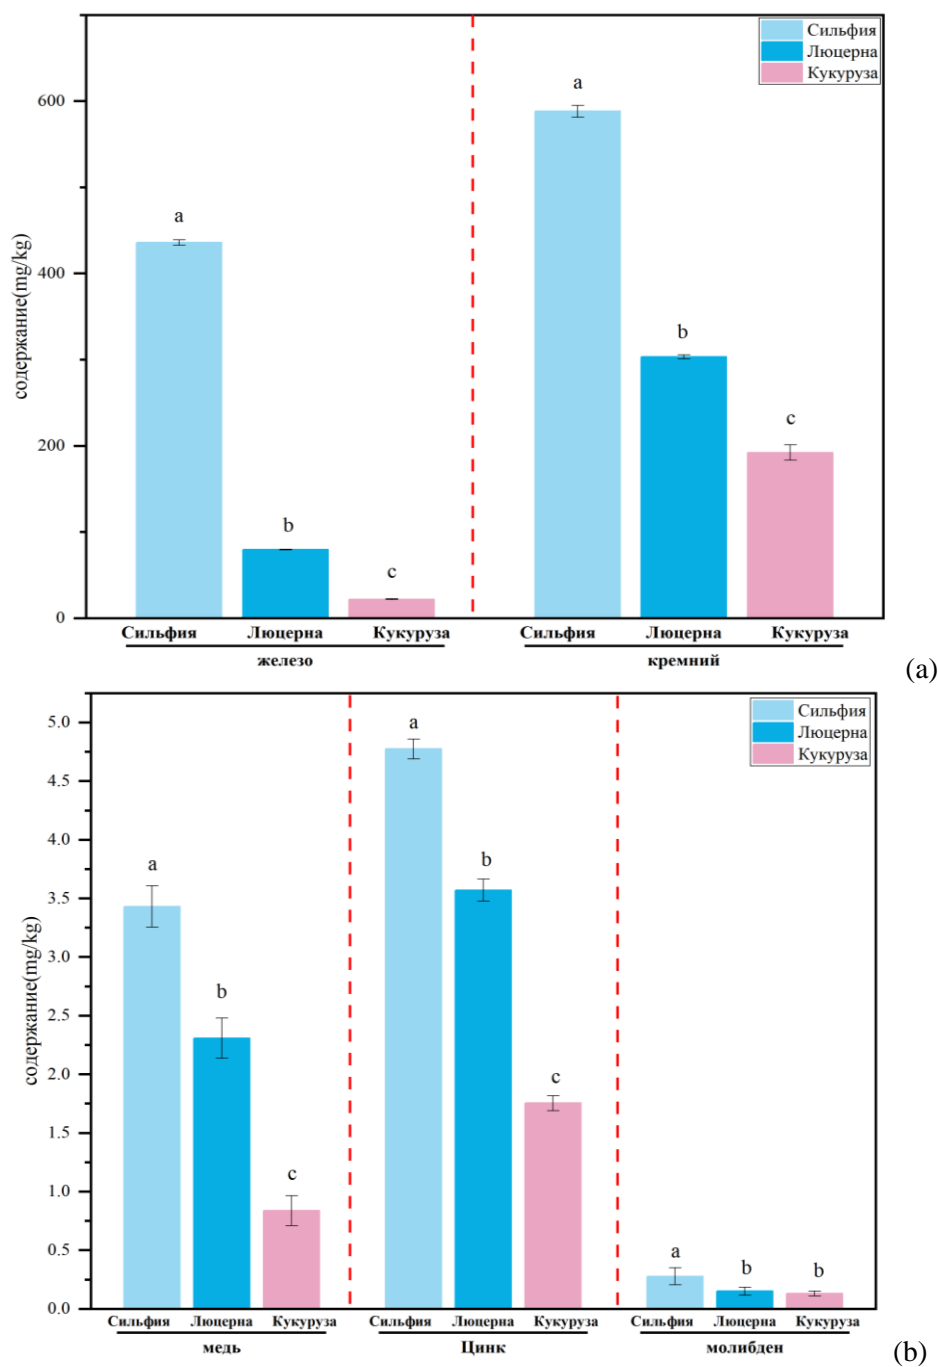 Сильфия
Люцерна
Кукуруза
содержание(mg/kg)
600
400
200
0
a
b
c
a
b
c
Сильфия Люцерна Кукуруза Сильфия Люцерна Кукуруза
железо кремний
(a)
Сильфия
Люцерна
Кукуруза
содержание(mg/kg)
5.0
4.5
4.0
3.5
3.0
2.5
2.0
1.5
1.0
0.5
0.0
a
b
c
a
b
c
a
b
b
Сильфия Люцерна Кукуруза Сильфия Люцерна Кукуруза Сильфия Люцерна Кукуруза
медь Цинк молибден
(b)